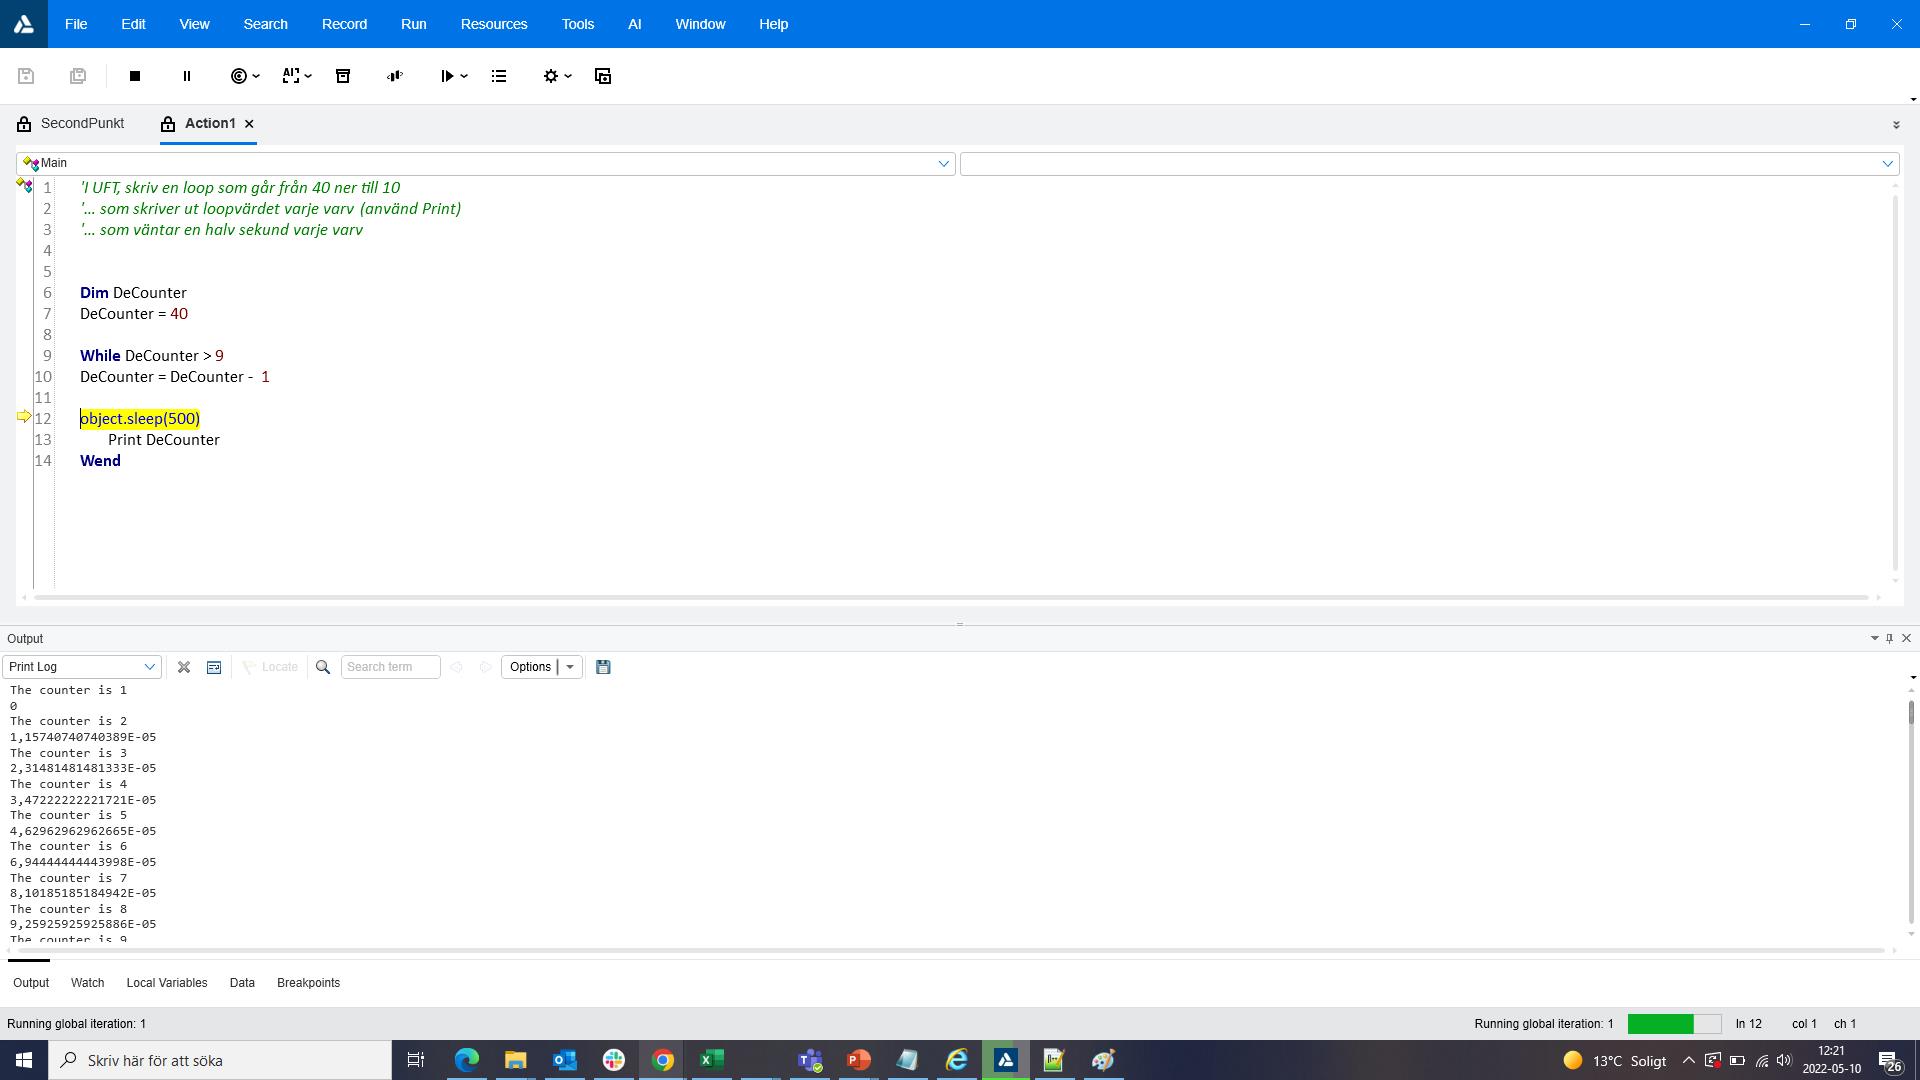 File Edit View Search Record Run Resources Tools AI Window Help
AI
SecondPunkt Action1
Main
1 'I UFT, skriv en loop som går från 40 ner till 10
2 '... som skriver ut loopvärdet varje varv (använd Print)
3 '... som väntar en halv sekund varje varv
4
5
6 Dim DeCounter
7 DeCounter = 40
8
9 While DeCounter > 9
10 DeCounter = DeCounter - 1
11
12 object.sleep(500)
13 Print DeCounter
14 Wend
Output
Print Log Locate Search term Options
The counter is 1
0
The counter is 2
1,15740740740389E-05
The counter is 3
2,31481481481333E-05
The counter is 4
3,47222222221721E-05
The counter is 5
4,62962962962665E-05
The counter is 6
6,94444444443998E-05
The counter is 7
8,10185185184942E-05
The counter is 8
9,25925925925886E-05
The counter is 9
Output Watch Local Variables Data Breakpoints
Running global iteration: 1 Running global iteration: 1 ln 12 col 1 ch 1
Skriv här för att söka 13°C Soligt 12:21
2022-05-10 26